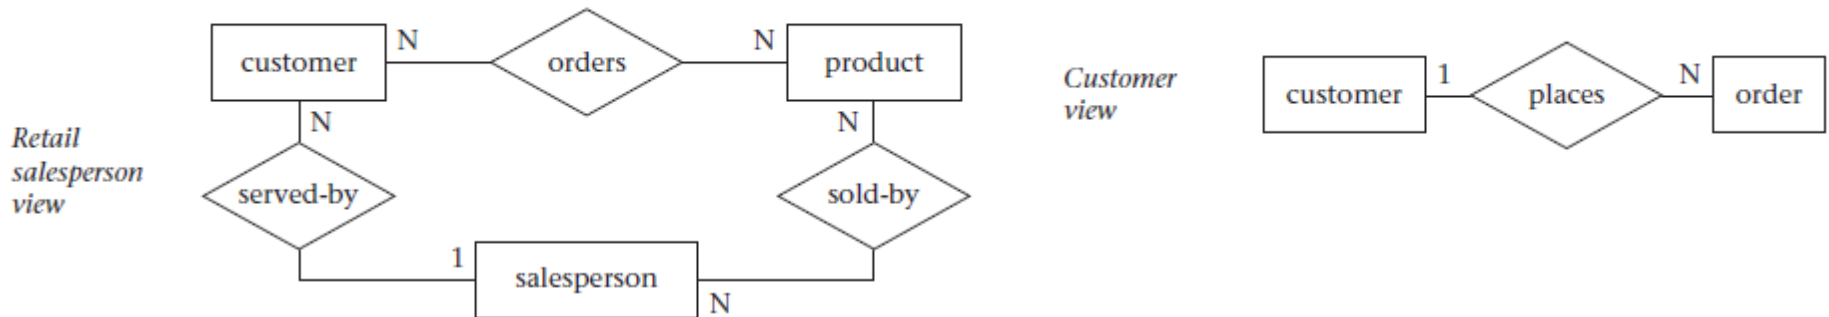 N
N
customer
orders
product
Customer
view
customer
1
places
N
order
N
N
Retail
salesperson
view
served-by
sold-by
1
salesperson
N